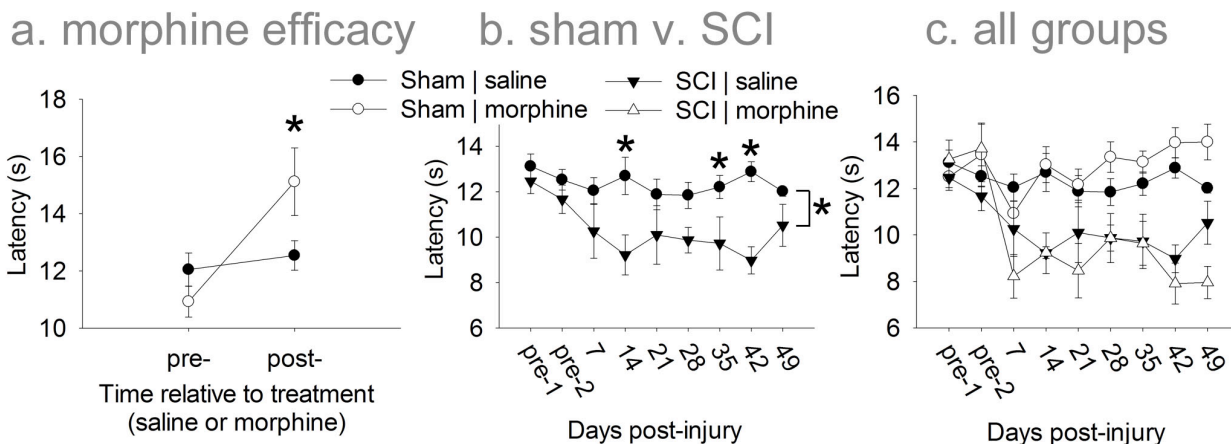 a. morphine efficacy
b. sham v. SCI
c. all groups
Sham | saline
SCI | saline
Sham | morphine
SCI | morphine
Latency (s)
18
16
14
12
10
*
pre-
post-
Time relative to treatment
(saline or morphine)
Latency (s)
14
12
10
8
6
*
*
*
*
pre-1
pre-2
7
14
21
28
35
42
49
Days post-injury
Latency (s)
16
14
12
10
8
6
pre-1
pre-2
7
14
21
28
35
42
49
Days post-injury